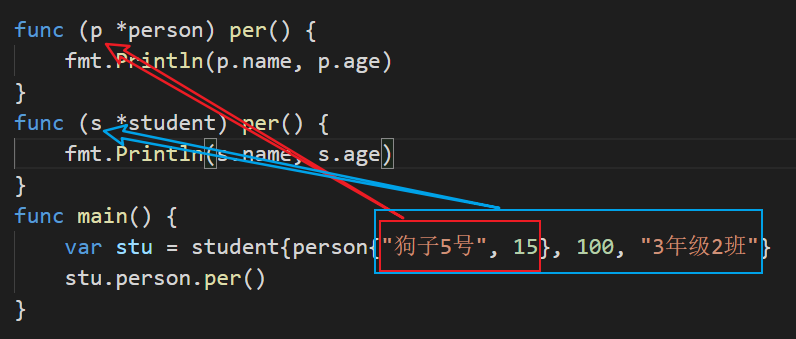 func (p *person) per() {
    fmt.Println(p.name, p.age)
}
func (s *student) per() {
    fmt.Println(s.name, s.age)
}
func main() {
    var stu = student{person{"狗子5号", 15}, 100, "3年级2班"}
    stu.person.per()
}